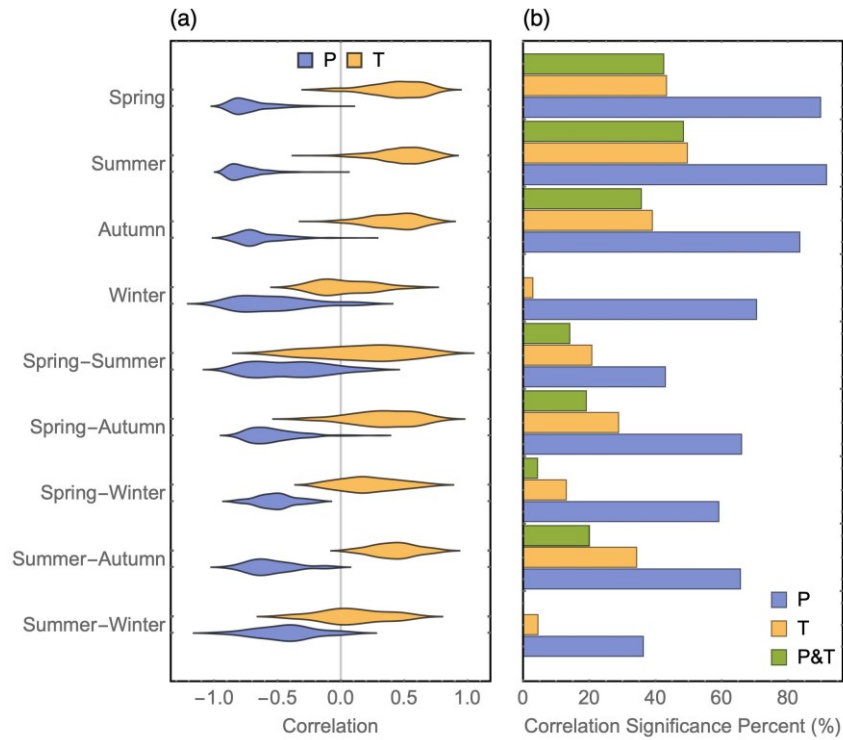 (a)
(b)
P T
Spring
Summer
Autumn
Winter
Spring–Summer
Spring–Autumn
Spring–Winter
Summer–Autumn
Summer–Winter
−1.0 −0.5 0.0 0.5 1.0
Correlation
P
T
P&T
0 20 40 60 80
Correlation Significance Percent (%)